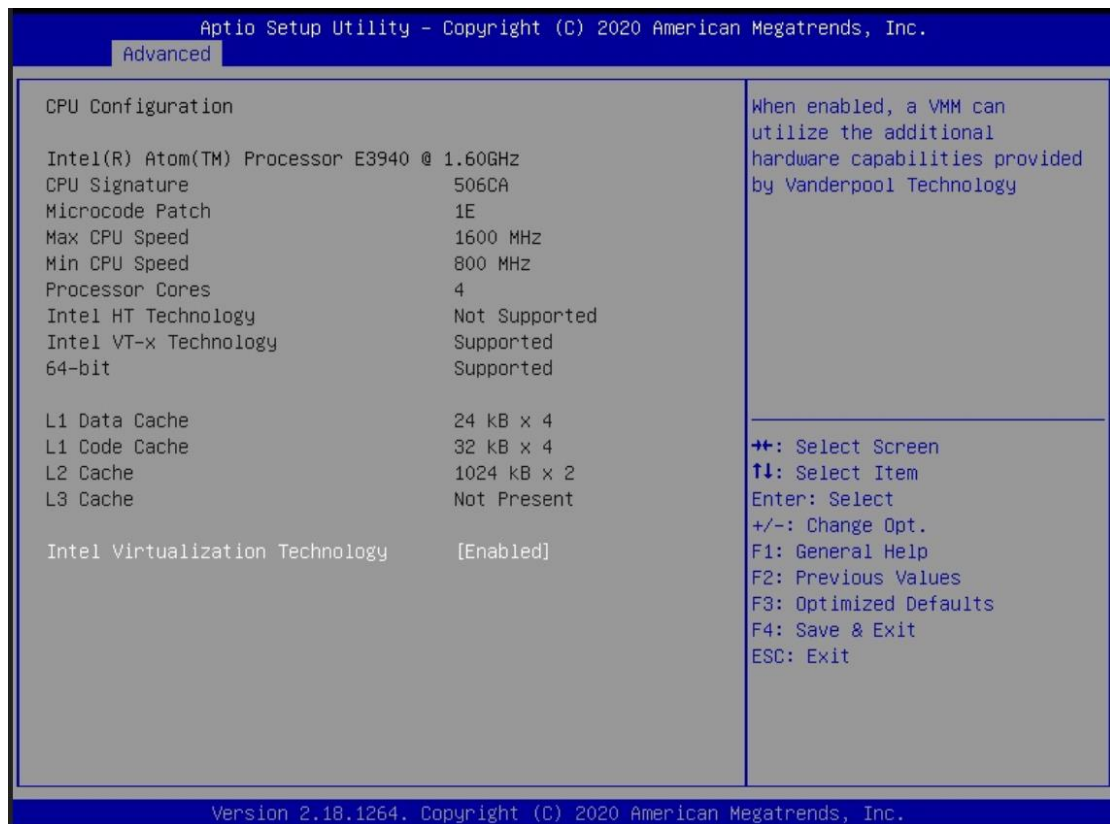 Aptio Setup Utility – Copyright (C) 2020 American Megatrends, Inc.
Advanced
CPU Configuration
Intel(R) Atom(TM) Processor E3940 @ 1.60GHz
CPU Signature 506CA
Microcode Patch 1E
Max CPU Speed 1600 MHz
Min CPU Speed 800 MHz
Processor Cores 4
Intel HT Technology Not Supported
Intel VT-x Technology Supported
64-bit Supported
L1 Data Cache 24 kB x 4
L1 Code Cache 32 kB x 4
L2 Cache 1024 kB x 2
L3 Cache Not Present
Intel Virtualization Technology [Enabled]
When enabled, a VMM can
utilize the additional
hardware capabilities provided
by Vanderpool Technology
→←: Select Screen
↑↓: Select Item
Enter: Select
+/-: Change Opt.
F1: General Help
F2: Previous Values
F3: Optimized Defaults
F4: Save & Exit
ESC: Exit
Version 2.18.1264. Copyright (C) 2020 American Megatrends, Inc.